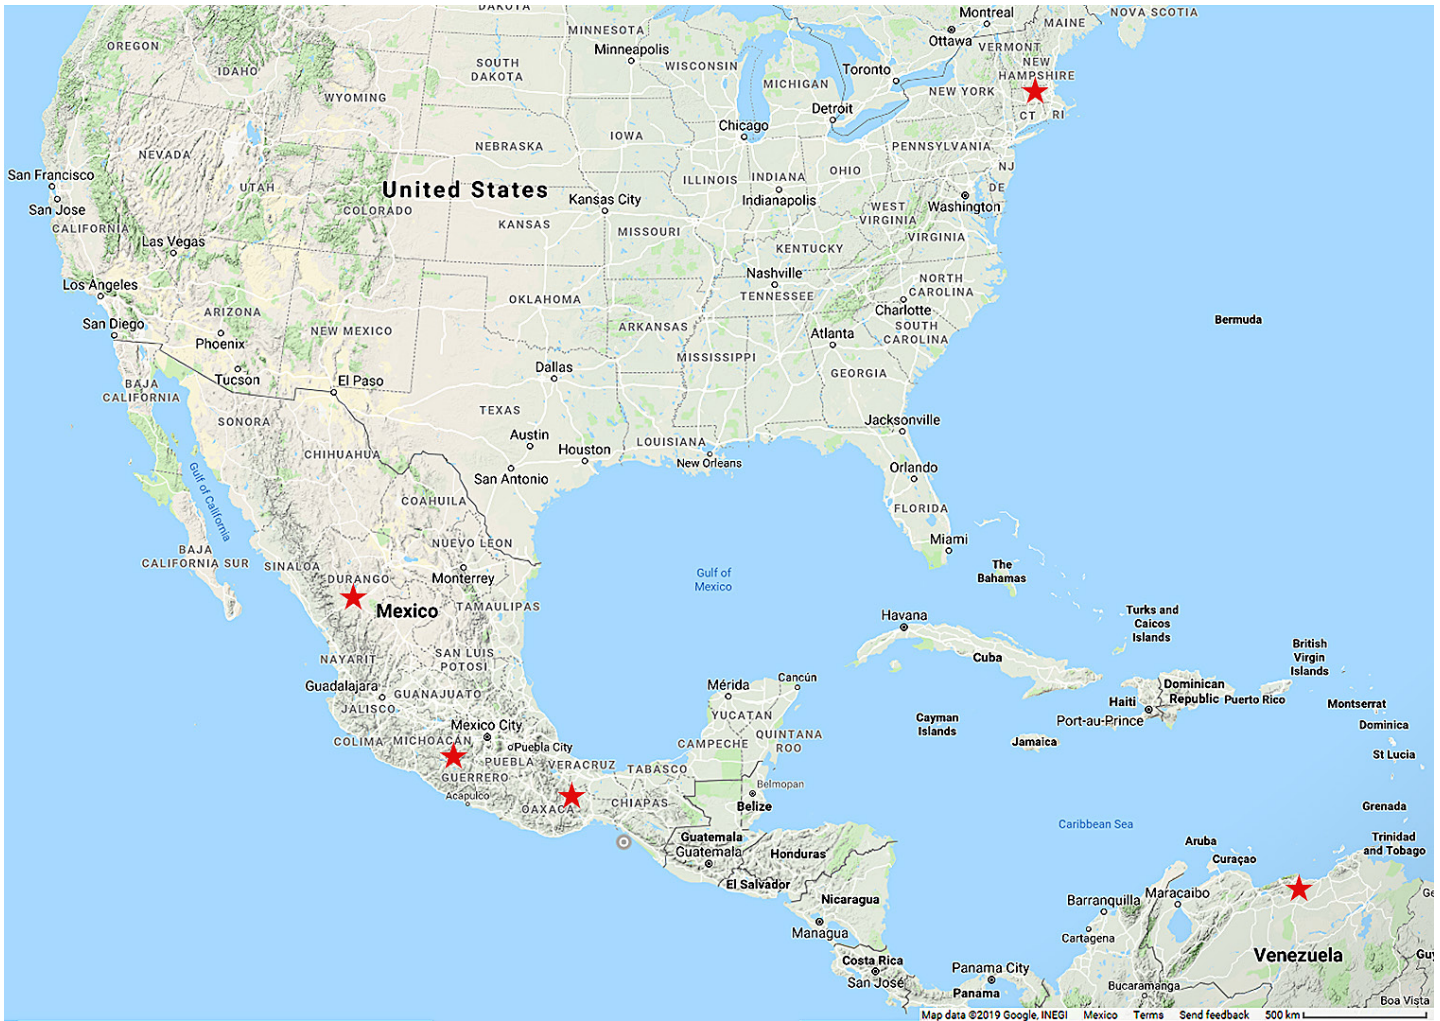 DAKOTA
Montreal
NOVA SCOTIA
MAINE
MINNESOTA
OREGON
Ottawa
VERMONT
Minneapolis
WISCONSIN
NEW
HAMPSHIRE
IDAHO
SOUTH
DAKOTA
Toronto
MICHIGAN
NEW YORK
WYOMING
Detroit
CT
RI
Chicago
IOWA
NEBRASKA
PENNSYLVANIA
NEVADA
San Francisco
NJ
OHIO
ILLINOIS
INDIANA
United States
UTAH
DE
Kansas City
Indianapolis
Washington
San Jose
COLORADO
WEST
VIRGINIA
CALIFORNIA
KANSAS
MISSOURI
VIRGINIA
Las Vegas
KENTUCKY
Nashville
Los Angeles
NORTH
CAROLINA
TENNESSEE
OKLAHOMA
ARIZONA
Charlotte
San Diego
NEW MEXICO
ARKANSAS
Atlanta
SOUTH
CAROLINA
Bermuda
Phoenix
MISSISSIPPI
Dallas
GEORGIA
Tucson
El Paso
BAJA
CALIFORNIA
TEXAS
SONORA
Jacksonville
Austin
LOUISIANA
Houston
CHIHUAHUA
New Orleans
Orlando
San Antonio
Gulf of California
COAHUILA
FLORIDA
Miami
NUEVO LEON
BAJA
CALIFORNIA SUR
SINALOA
DURANGO
Monterrey
Gulf of
Mexico
The
Bahamas
Mexico
TAMAULIPAS
Havana
Turks and
Caicos
Islands
British
Virgin
Islands
NAYARIT
SAN LUIS
POTOSI
Cuba
Guadalajara
GUANAJUATO
Mérida
Cancún
Dominican
Republic
Puerto Rico
Haiti
Montserrat
JALISCO
YUCATAN
Cayman
Islands
Port-au-Prince
Dominica
Mexico City
COLIMA
MICHOACÁN
Puebla City
CAMPECHE
QUINTANA
ROO
Jamaica
St Lucia
PUEBLA
VERACRUZ
TABASCO
GUERRERO
Belmopan
Acapulco
OAXACA
CHIAPAS
Belize
Grenada
Caribbean Sea
Guatemala
Guatemala
Honduras
Aruba
Trinidad
and Tobago
Curaçao
El Salvador
Nicaragua
Barranquilla
Maracaibo
Ge
Managua
Cartagena
Costa Rica
San José
Venezuela
Guy
Panama City
Panama
Bucaramanga
Boa Vista
Map data ©2019 Google, INEGI Mexico Terms Send feedback 500 km